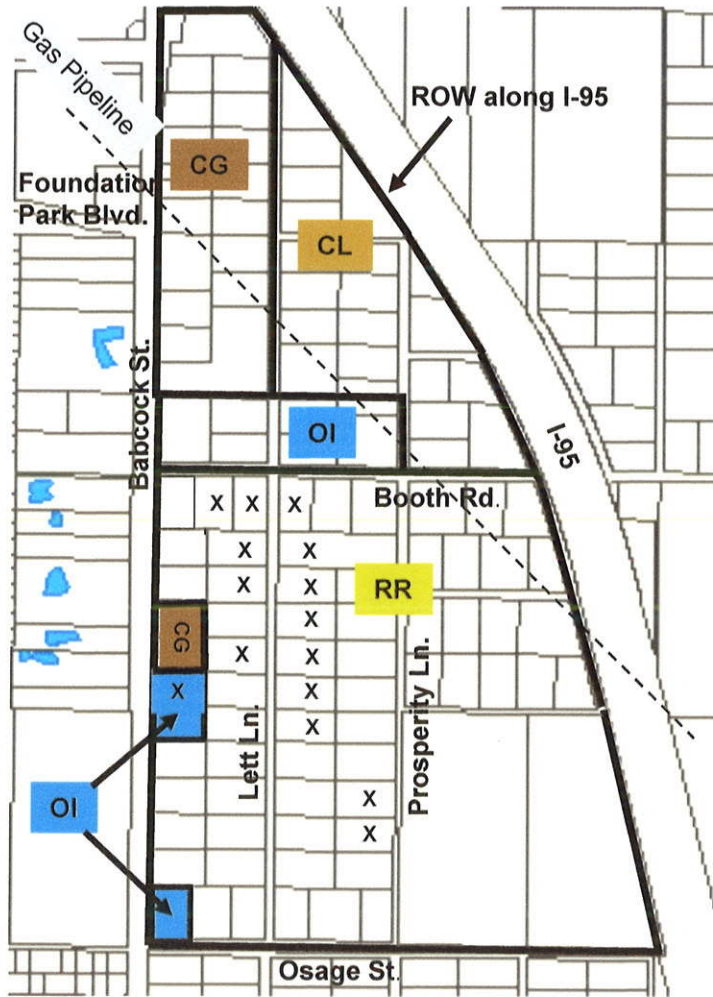 Gas Pipeline
ROW along I-95
CG
Foundation
Park Blvd.
CL
Babcock St.
OI
I-95
Booth Rd.
X X X
X X
X X
RR
X
CG
X X
X X
Prosperity Ln.
X
Lett Ln.
X
OI
X
Osage St.